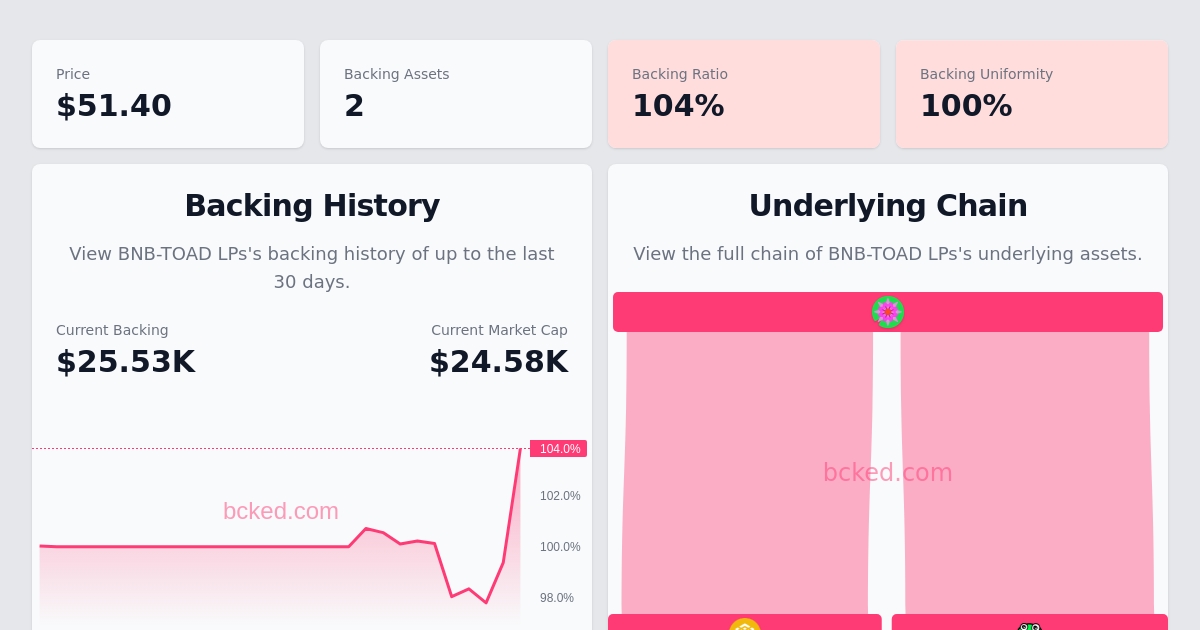 Price
$51.40
Backing Assets
2
Backing Ratio
104%
Backing Uniformity
100%
Backing History
View BNB-TOAD LPs's backing history of up to the last
30 days.
Current Backing
$25.53K
Current Market Cap
$24.58K
104.0%
102.0%
100.0%
98.0%
bcked.com
Underlying Chain
View the full chain of BNB-TOAD LPs's underlying assets.
bcked.com